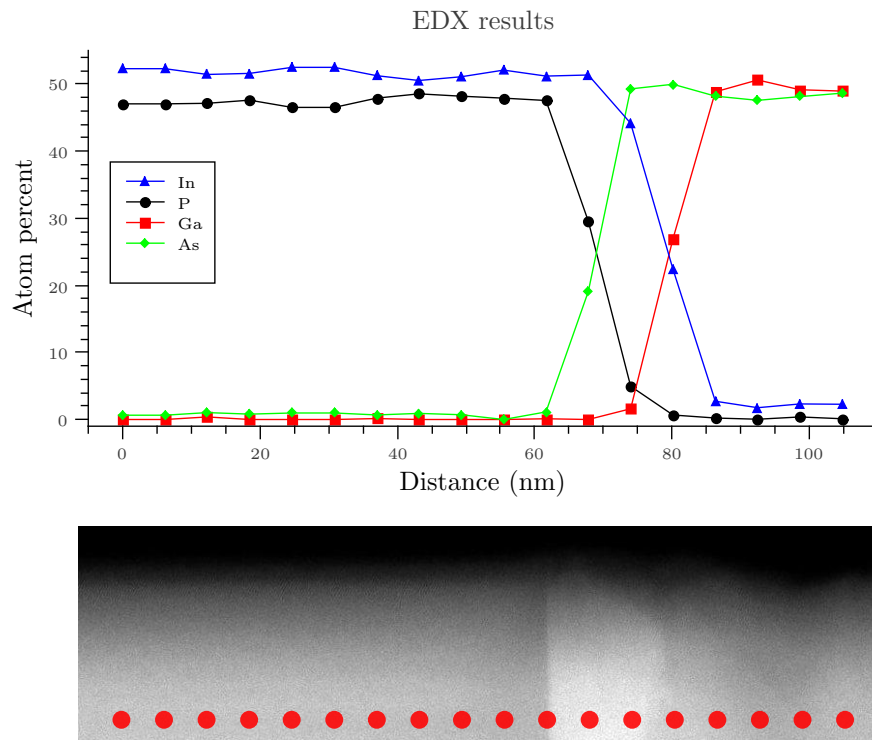 EDX results
Atom percent
50
40
30
20
10
0
In
P
Ga
As
0 20 40 60 80 100
Distance (nm)